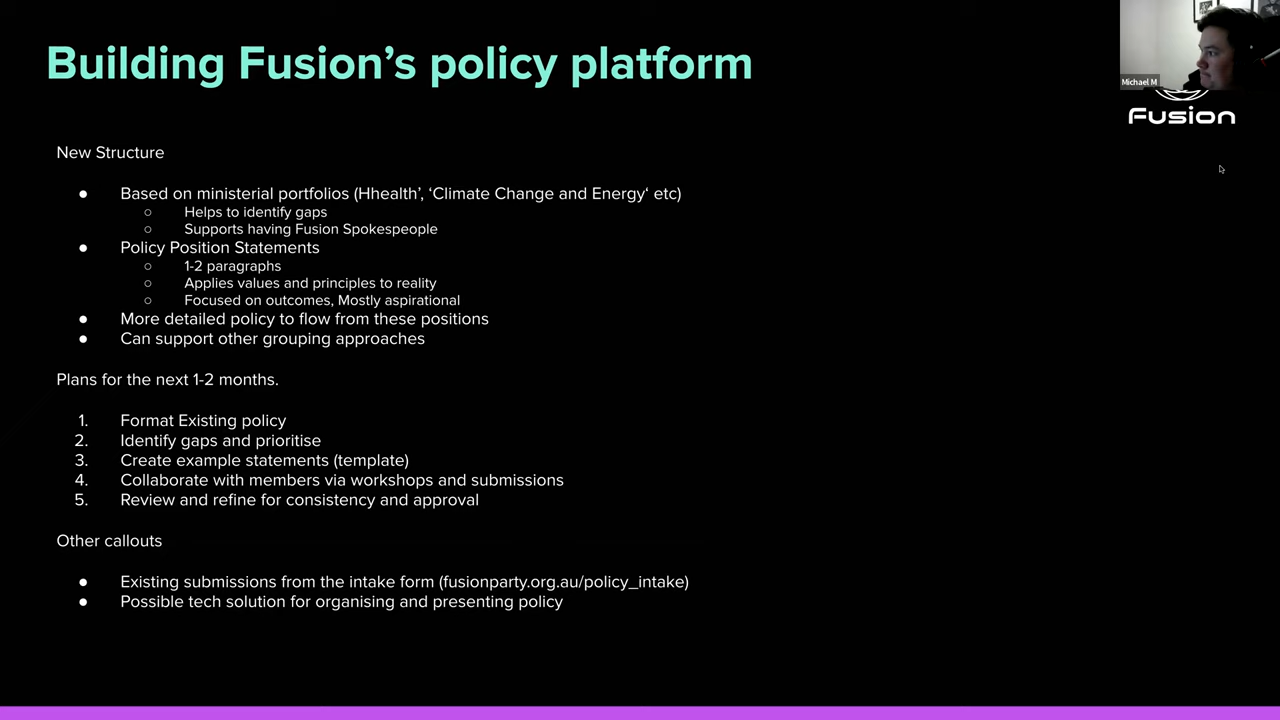 Building Fusion's policy platform
Michael M
Fusion
New Structure
● Based on ministerial portfolios (Hhealth’, ‘Climate Change and Energy‘ etc)
○ Helps to identify gaps
○ Supports having Fusion Spokespeople
● Policy Position Statements
○ 1-2 paragraphs
○ Applies values and principles to reality
○ Focused on outcomes, Mostly aspirational
● More detailed policy to flow from these positions
● Can support other grouping approaches
Plans for the next 1-2 months.
1. Format Existing policy
2. Identify gaps and prioritise
3. Create example statements (template)
4. Collaborate with members via workshops and submissions
5. Review and refine for consistency and approval
Other callouts
● Existing submissions from the intake form (fusionparty.org.au/policy_intake)
● Possible tech solution for organising and presenting policy